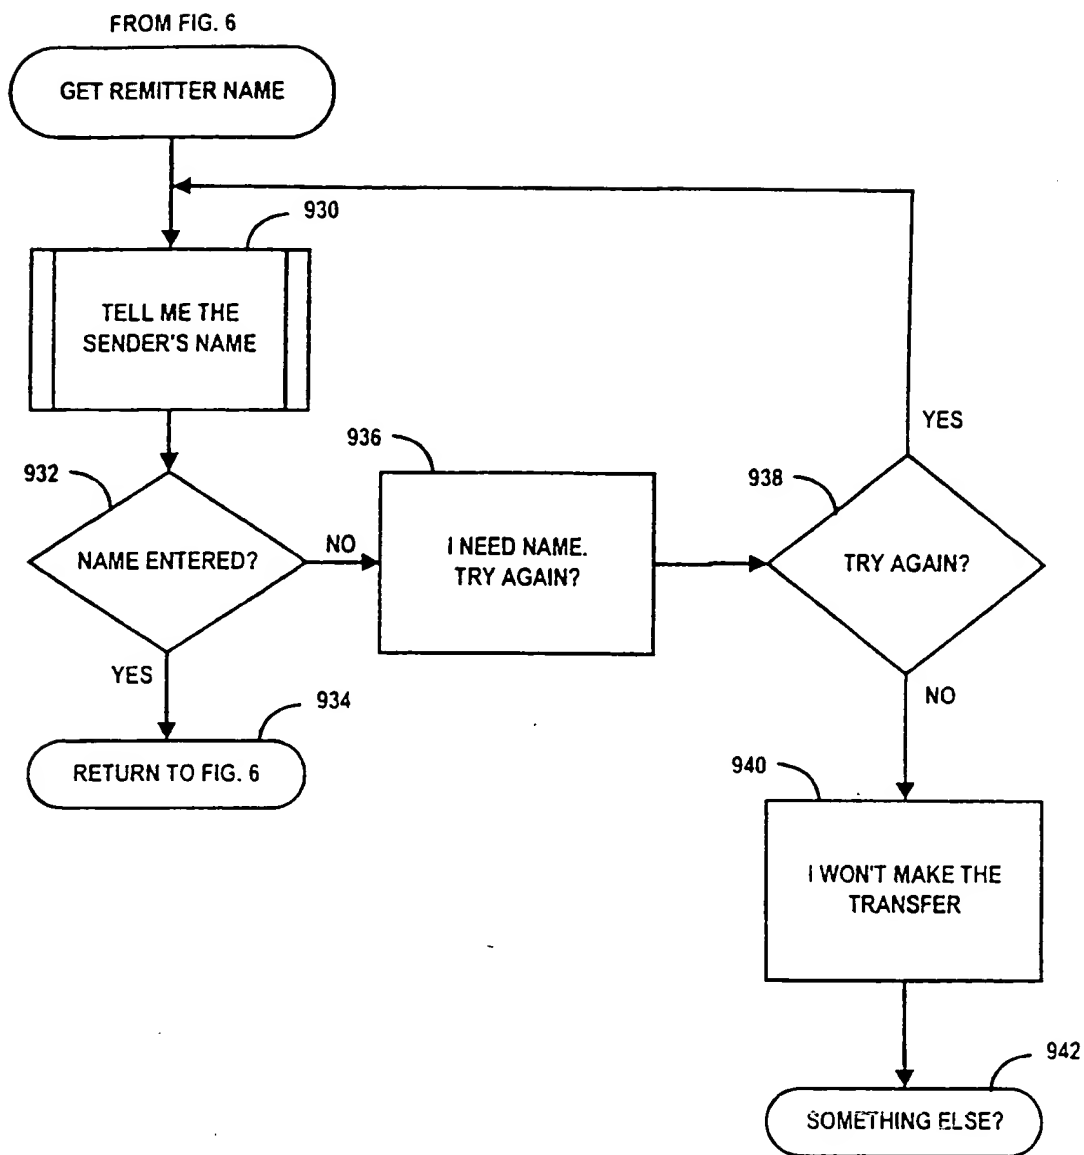 FROM FIG. 6
GET REMITTER NAME
930
TELL ME THE
SENDER'S NAME
932
NAME ENTERED?
NO
936
I NEED NAME.
TRY AGAIN?
938
TRY AGAIN?
YES
YES
934
RETURN TO FIG. 6
NO
940
I WON'T MAKE THE
TRANSFER
942
SOMETHING ELSE?